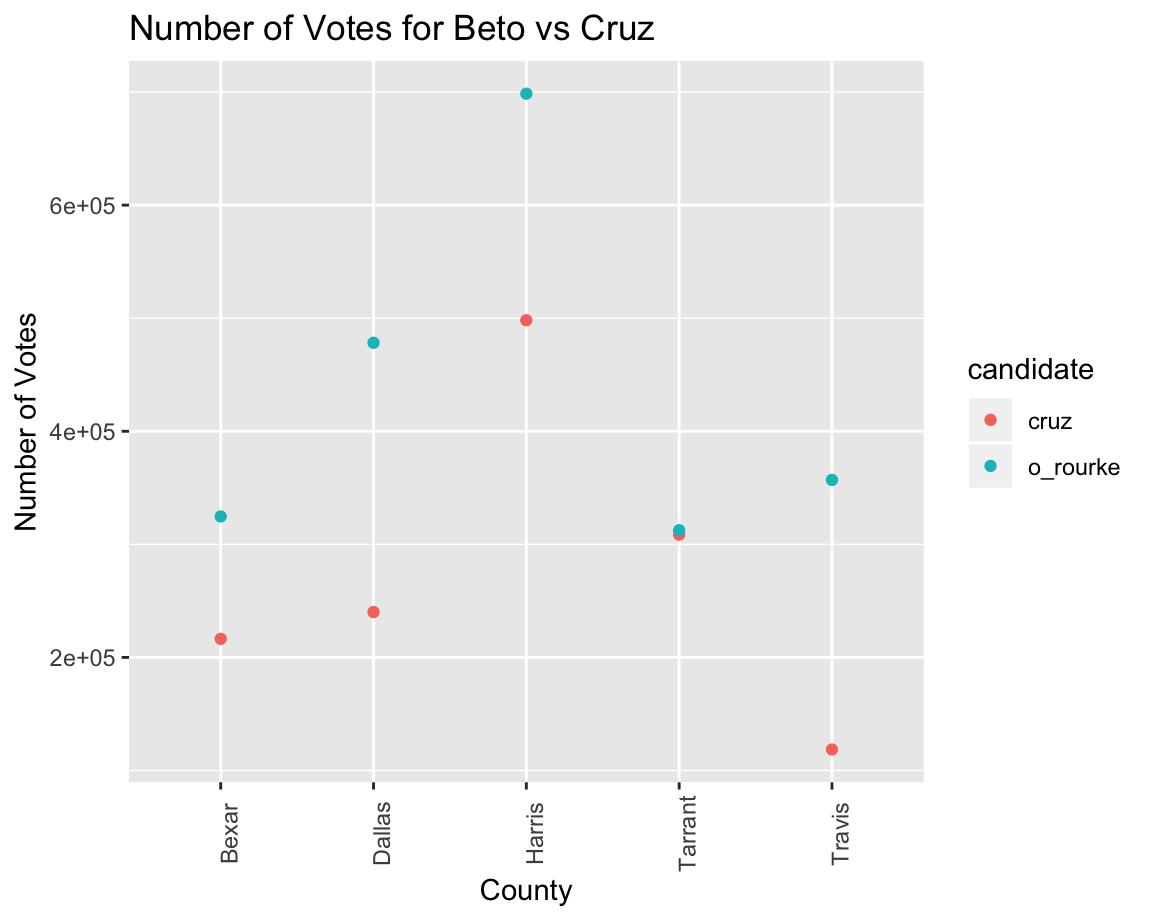 Number of Votes for Beto vs Cruz
6e+05
4e+05
2e+05
Number of Votes
Bexar
Dallas
Harris
Tarrant
Travis
County
candidate
cruz
o_rourke